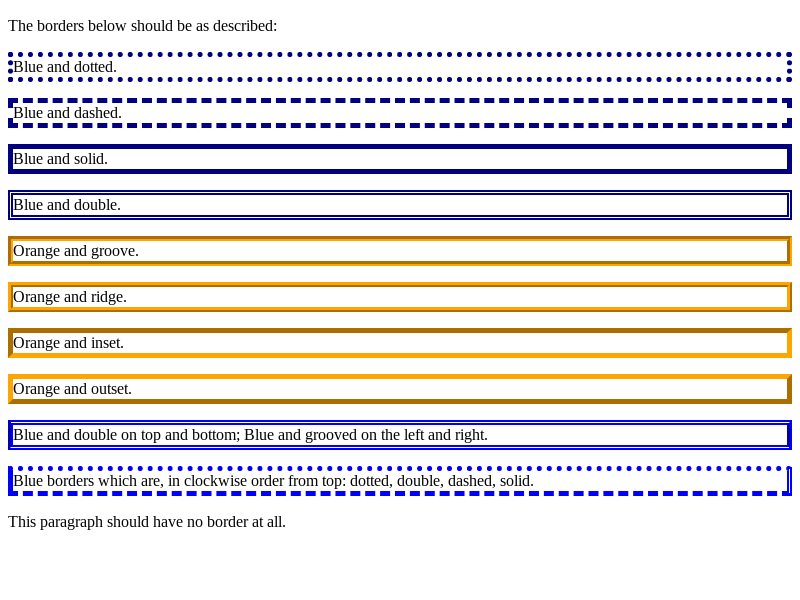 The borders below should be as described:
Blue and dotted.
Blue and dashed.
Blue and solid.
Blue and double.
Orange and groove.
Orange and ridge.
Orange and inset.
Orange and outset.
Blue and double on top and bottom; Blue and grooved on the left and right.
Blue borders which are, in clockwise order from top: dotted, double, dashed, solid.
This paragraph should have no border at all.